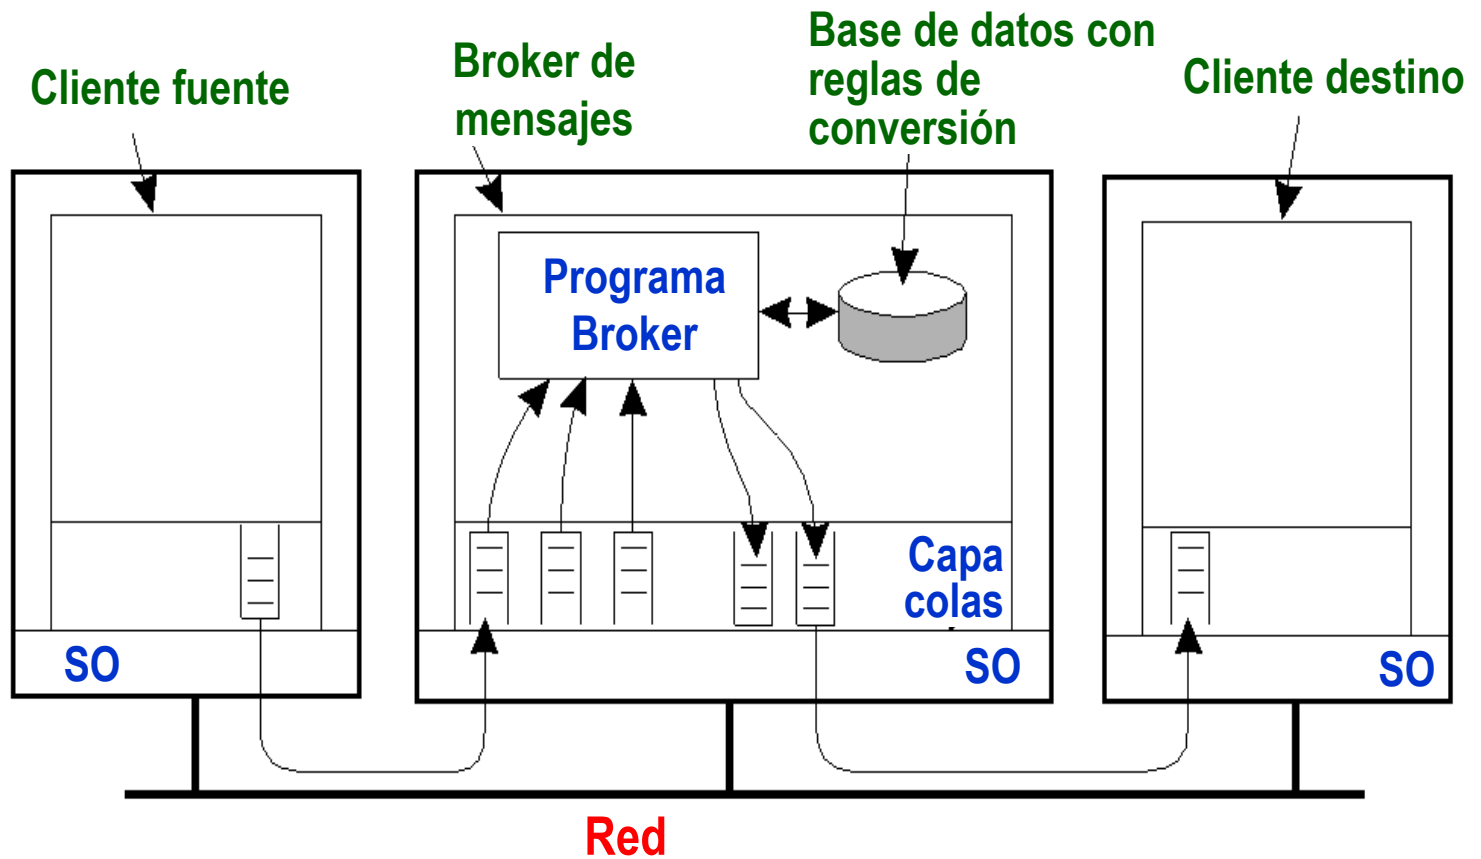 Cliente fuente
Broker de
mensajes
Base de datos con
reglas de
conversión
Cliente destino
Programa
Broker
Capa
colas
SO
SO
SO
Red